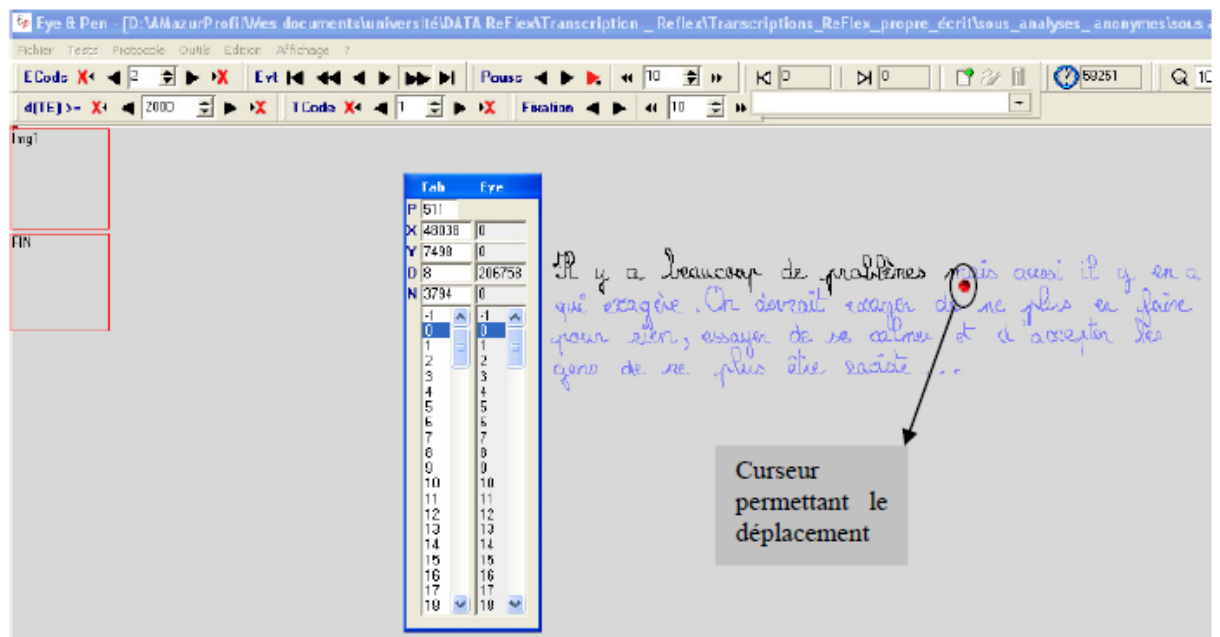 Eye & Pen - [D:\AMazurProfil\Mes documents\université\DATA ReFlex\Transcription _ Reflex\Transcriptions_ReFlex_propre_écrit\sous_analyses_ anonymes\sous
Fichier Tests Protocole Outils Edition Affichage ?
ECode 2 Evt Pause 10 0 0 59251 10
d(TE) >= 2000 TCode 1 Fixation 10
Img1
FIN
Tab Eye
P 511
X 48038 0
Y 7498 0
D 8 206758
N 3794 0
-1 -1
0 0
1 1
2 2
3 3
4 4
5 5
6 6
7 7
8 8
9 9
10 10
11 11
12 12
13 13
14 14
15 15
16 16
17 17
18 18
Il y a beaucoup de problèmes mais aussi il y en a
qui exagère. On devrait essayer de ne plus en faire
pour rien, essayer de se calmer et d'accepter les
gens de ne plus être raciste ...
Curseur
permettant le
déplacement